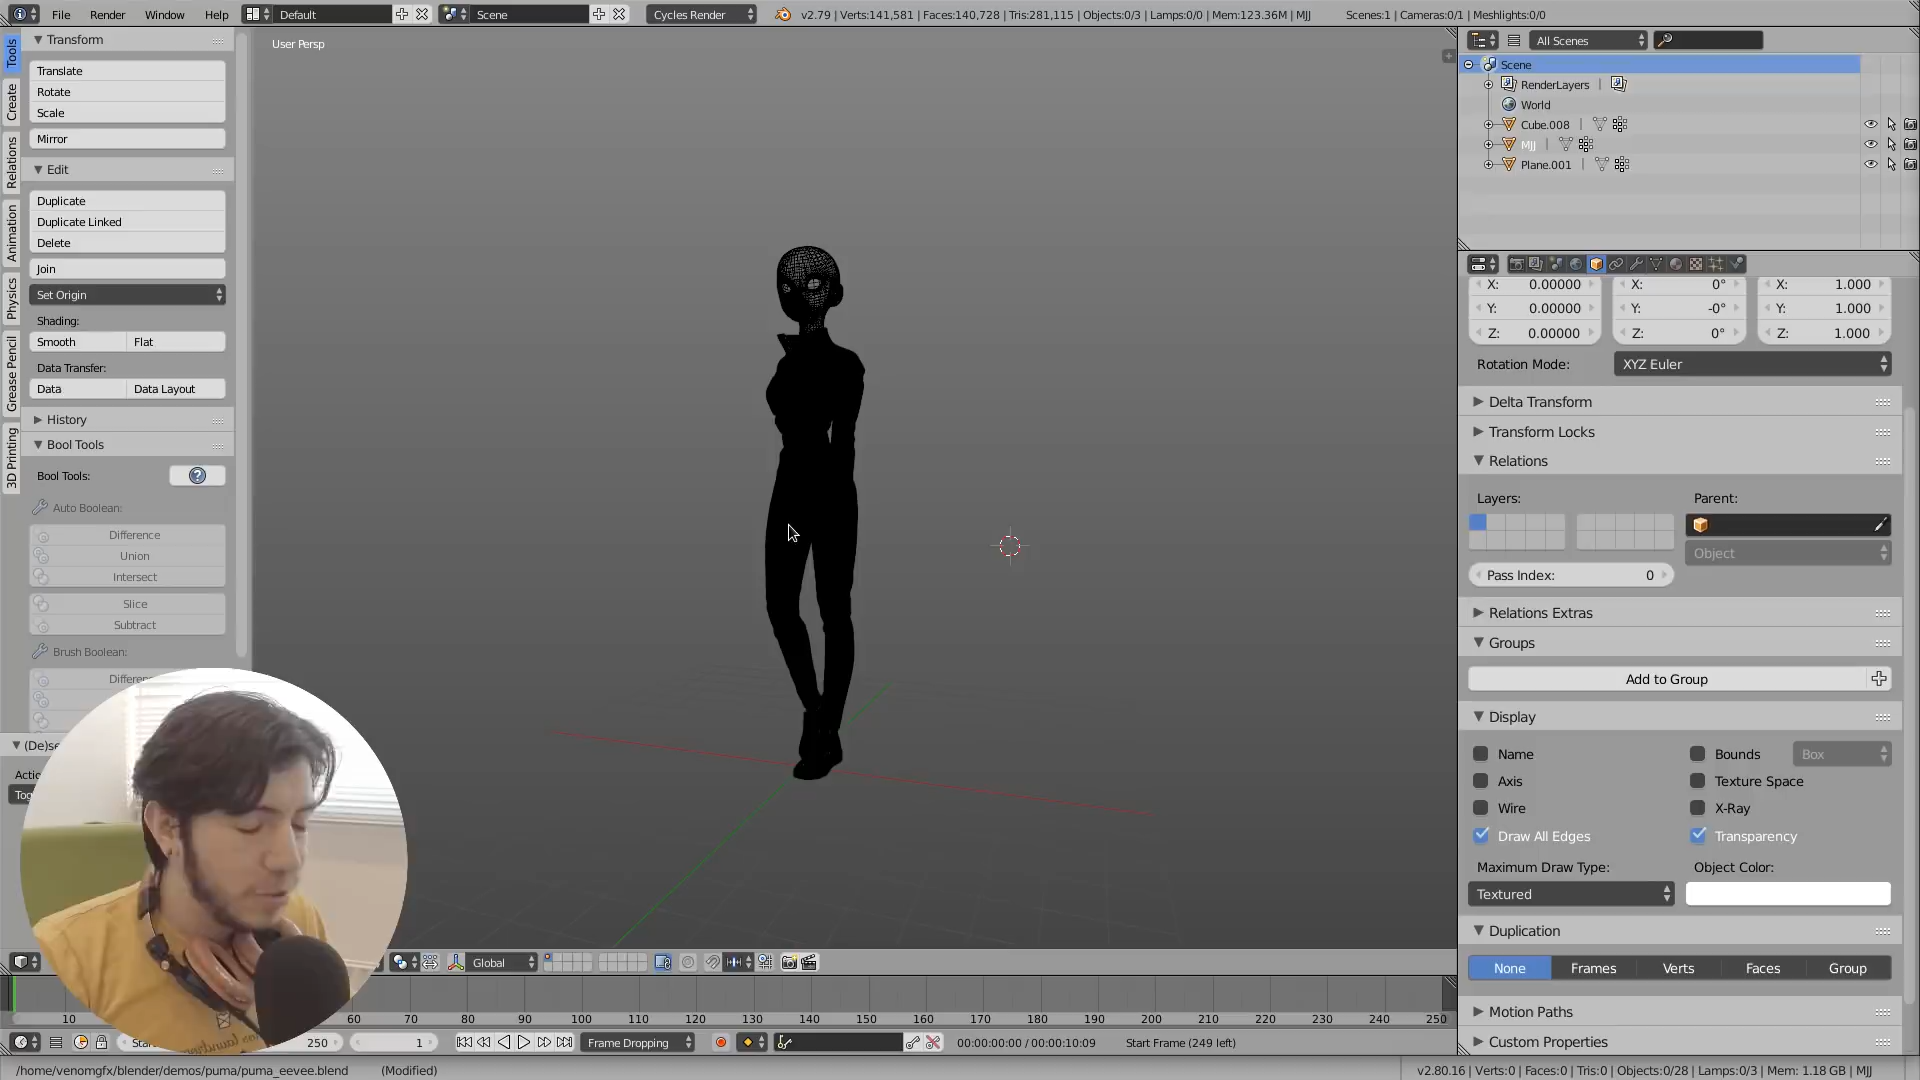 File Render Window Help Default Scene Cycles Render v2.79 | Verts:141,581 | Faces:140,728 | Tris:281,115 | Objects:0/3 | Lamps:0/0 | Mem:123.36M | MJJ Scenes:1 | Cameras:0/1 | Meshlights:0/0
Tools
Create
Relations
Animation
Physics
Grease Pencil
3D Printing
Transform
Translate
Rotate
Scale
Mirror
Edit
Duplicate
Duplicate Linked
Delete
Join
Set Origin
Shading:
Smooth Flat
Data Transfer:
Data Data Layout
History
Bool Tools
Bool Tools:
Auto Boolean:
Difference
Union
Intersect
Slice
Subtract
Brush Boolean:
User Persp
All Scenes
Scene
RenderLayers
World
Cube.008
MJJ
Plane.001
X: 0.00000 X: 0° X: 1.000
Y: 0.00000 Y: -0° Y: 1.000
Z: 0.00000 Z: 0° Z: 1.000
Rotation Mode: XYZ Euler
Delta Transform
Transform Locks
Relations
Layers: Parent:
Object
Pass Index: 0
Relations Extras
Groups
Add to Group
Display
Name Bounds Box
Axis Texture Space
Wire X-Ray
Draw All Edges Transparency
Maximum Draw Type: Object Color:
Textured
Duplication
None Frames Verts Faces Group
Motion Paths
Custom Properties
Global
10 60 70 80 90 100 110 120 130 140 150 160 170 180 190 200 210 220 230 240 250
250 1 Frame Dropping 00:00:00:00 / 00:00:10:09 Start Frame (249 left)
/home/venomgfx/blender/demos/puma/puma_eevee.blend (Modified) v2.80.16 | Verts:0 | Faces:0 | Tris:0 | Objects:0/28 | Lamps:0/3 | Mem: 1.18 GB | MJJ